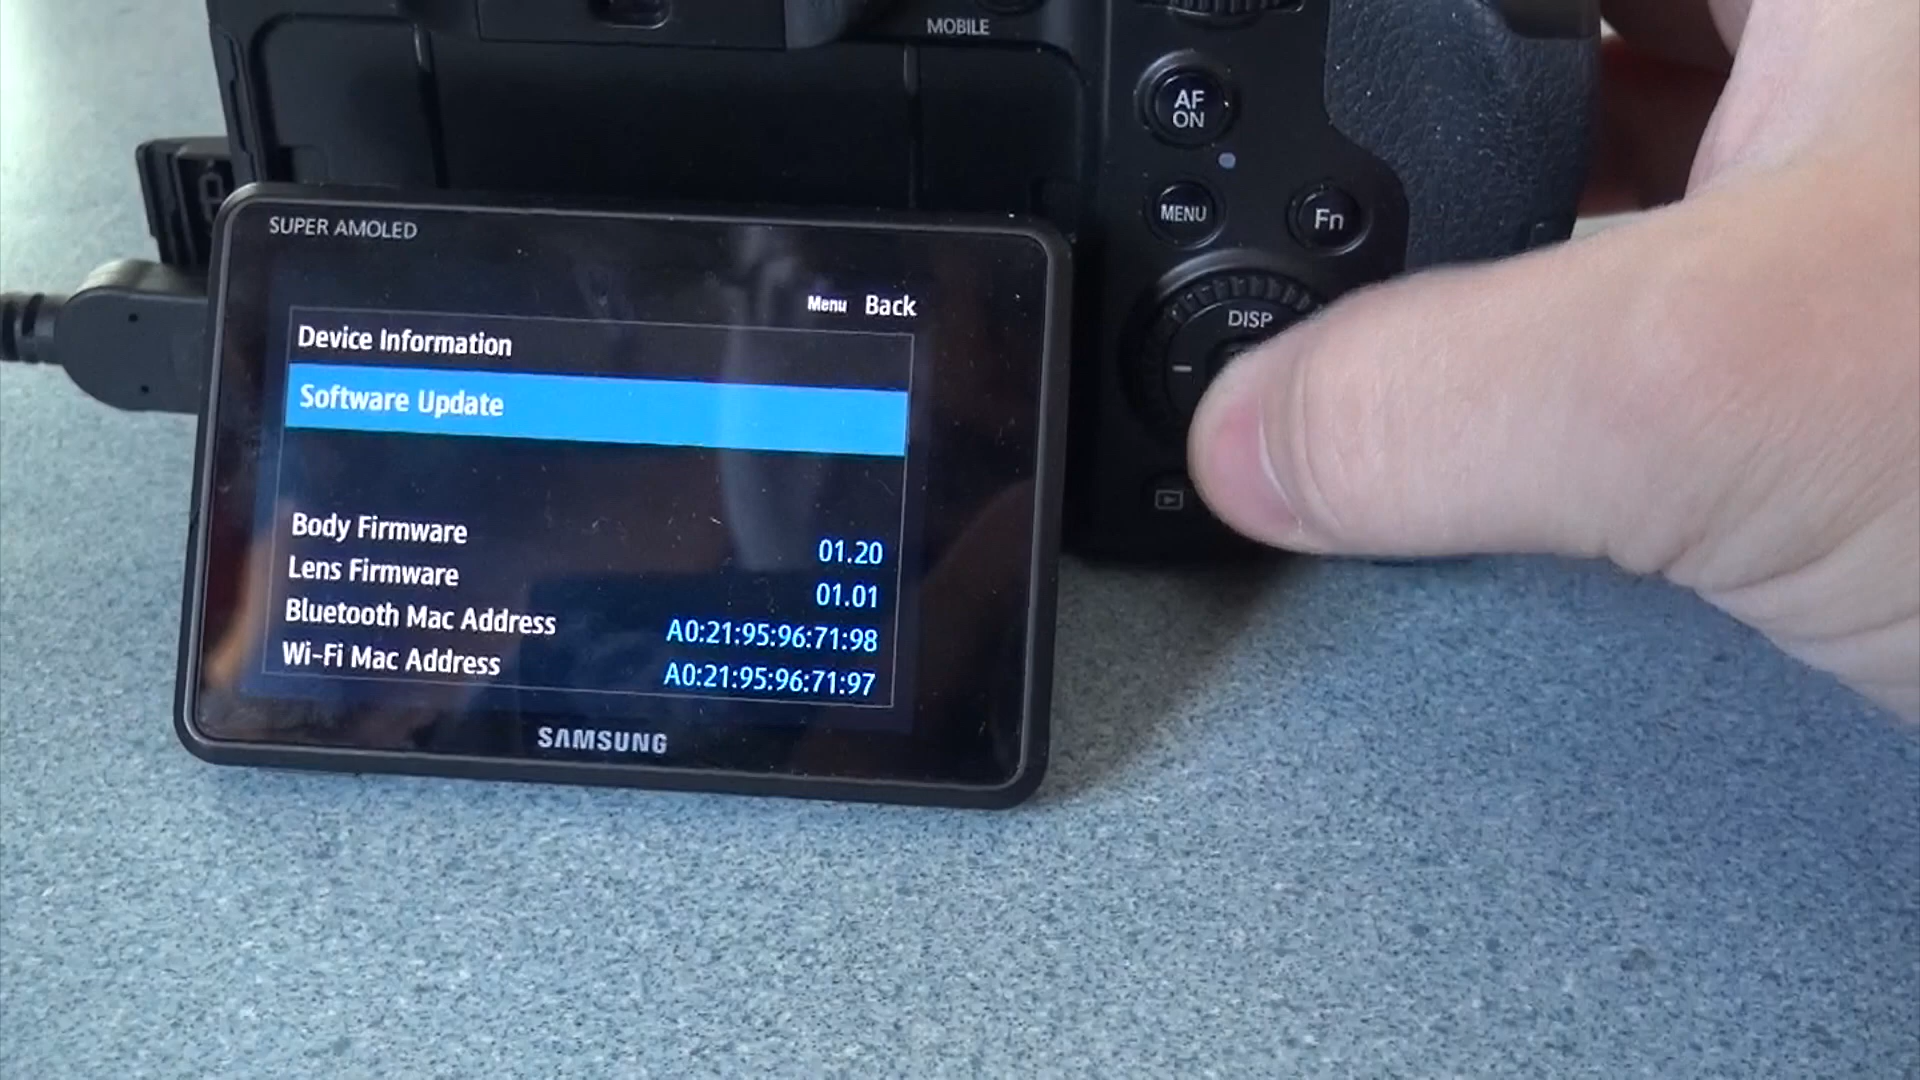 MOBILE
AF
ON
MENU
Fn
DISP
SUPER AMOLED
Menu Back
Device Information
Software Update
Body Firmware 01.20
Lens Firmware 01.01
Bluetooth Mac Address A0:21:95:96:71:98
Wi-Fi Mac Address A0:21:95:96:71:97
SAMSUNG